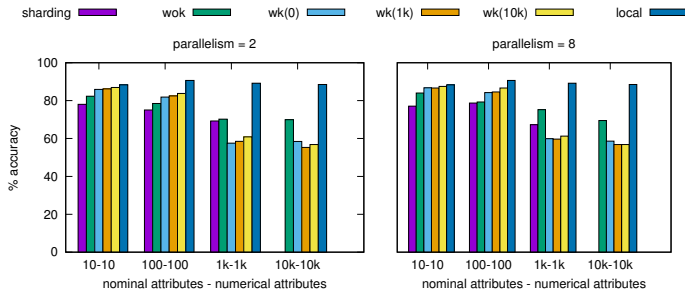 sharding wok wk(0) wk(1k) wk(10k) local
parallelism = 2 parallelism = 8
100
80
60
40
20
0
% accuracy
10-10 100-100 1k-1k 10k-10k 10-10 100-100 1k-1k 10k-10k
nominal attributes - numerical attributes nominal attributes - numerical attributes